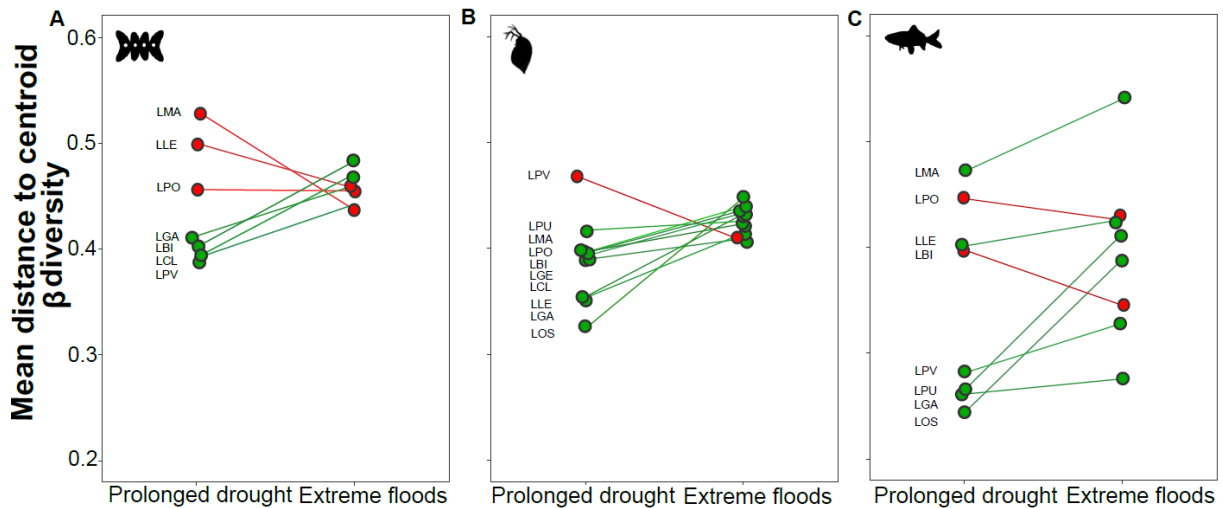 Mean distance to centroid
β diversity
0.6
0.5
0.4
0.3
0.2
A
LMA
LLE
LPO
LGA
LBI
LCL
LPV
Prolonged drought Extreme floods
B
LPV
LPU
LMA
LPO
LBI
LGE
LCL
LLE
LGA
LOS
Prolonged drought Extreme floods
C
LMA
LPO
LLE
LBI
LPV
LPU
LGA
LOS
Prolonged drought Extreme floods